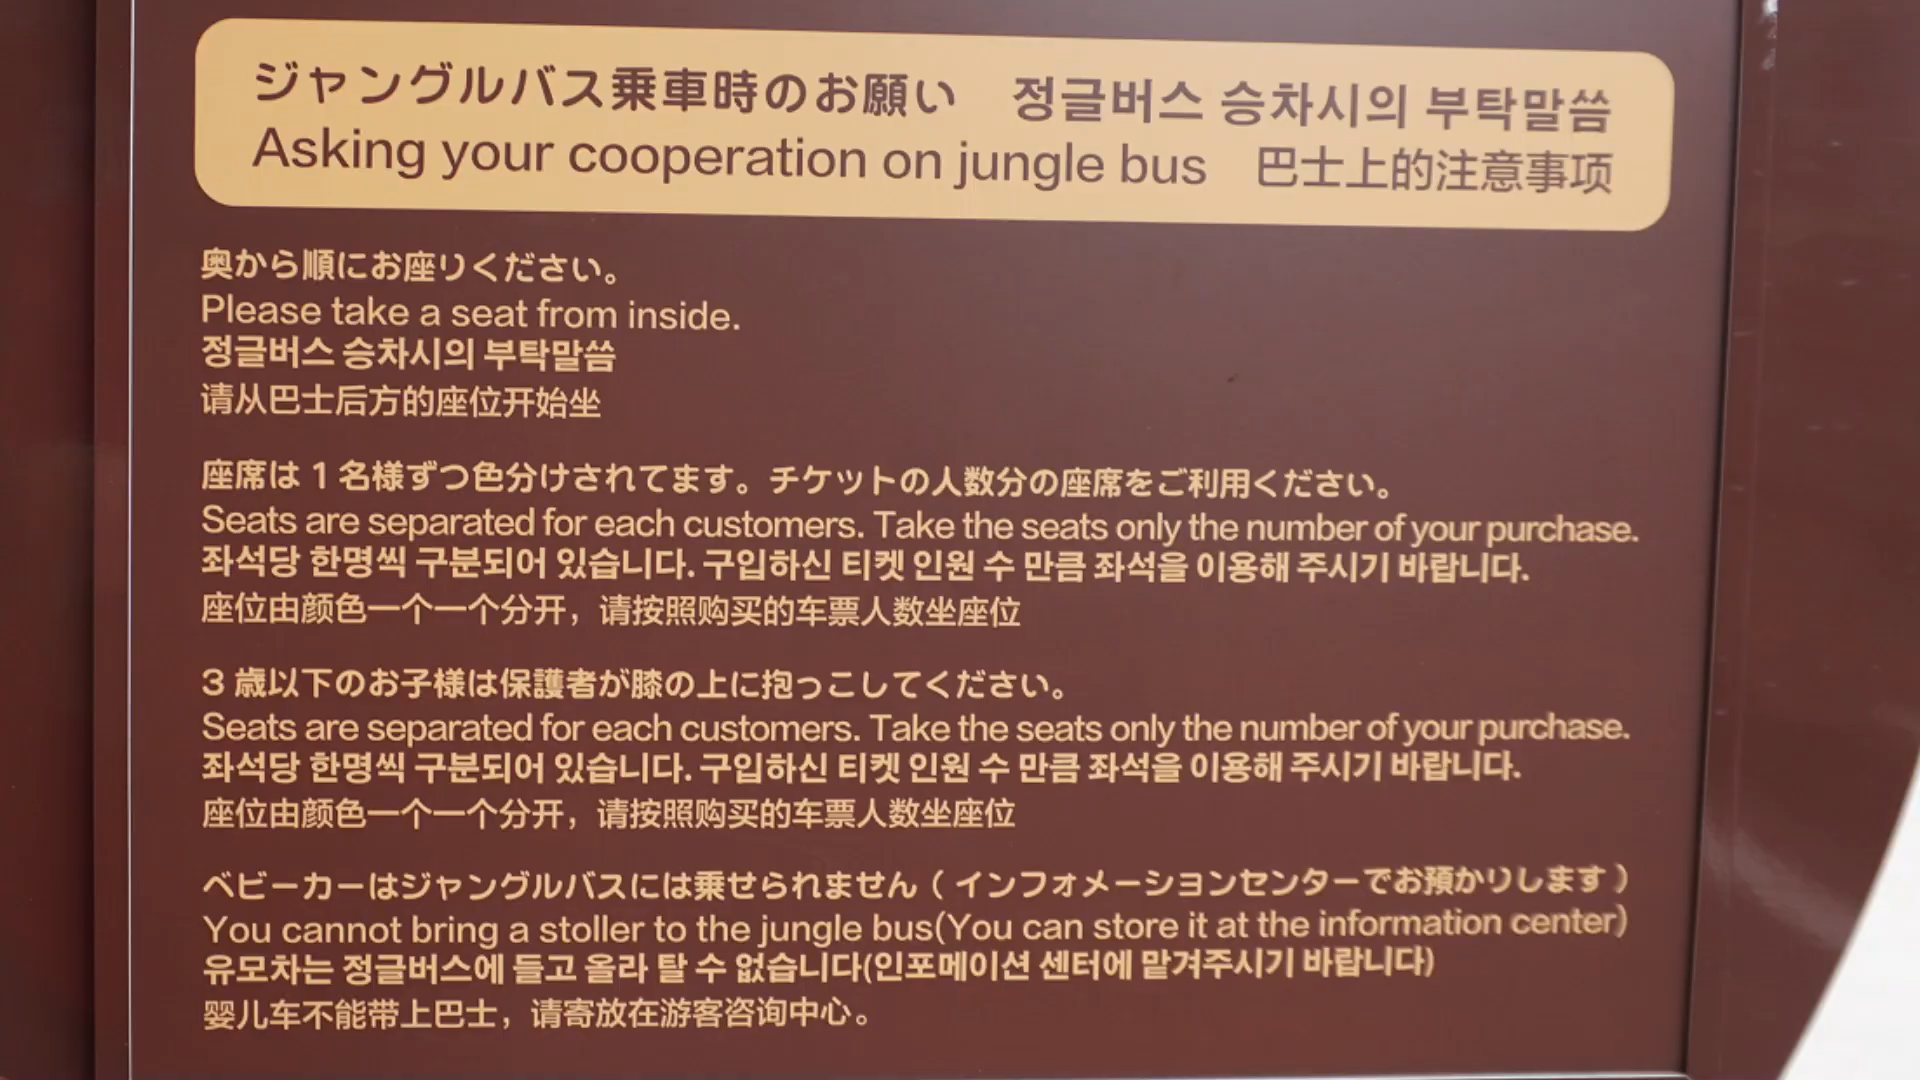 ジャングルバス乗車時のお願い　정글버스 승차시의 부탁말씀
Asking your cooperation on jungle bus　巴士上的注意事项
奥から順にお座りください。
Please take a seat from inside.
정글버스 승차시의 부탁말씀
请从巴士后方的座位开始坐
座席は 1 名様ずつ色分けされてます。チケットの人数分の座席をご利用ください。
Seats are separated for each customers. Take the seats only the number of your purchase.
좌석당 한명씩 구분되어 있습니다. 구입하신 티켓 인원 수 만큼 좌석을 이용해 주시기 바랍니다.
座位由颜色一个一个分开，请按照购买的车票人数坐座位
3 歳以下のお子様は保護者が膝の上に抱っこしてください。
Seats are separated for each customers. Take the seats only the number of your purchase.
좌석당 한명씩 구분되어 있습니다. 구입하신 티켓 인원 수 만큼 좌석을 이용해 주시기 바랍니다.
座位由颜色一个一个分开，请按照购买的车票人数坐座位
ベビーカーはジャングルバスには乗せられません（ インフォメーションセンターでお預かりします ）
You cannot bring a stoller to the jungle bus(You can store it at the information center)
유모차는 정글버스에 들고 올라 탈 수 없습니다(인포메이션 센터에 맡겨주시기 바랍니다)
婴儿车不能带上巴士，请寄放在游客咨询中心。